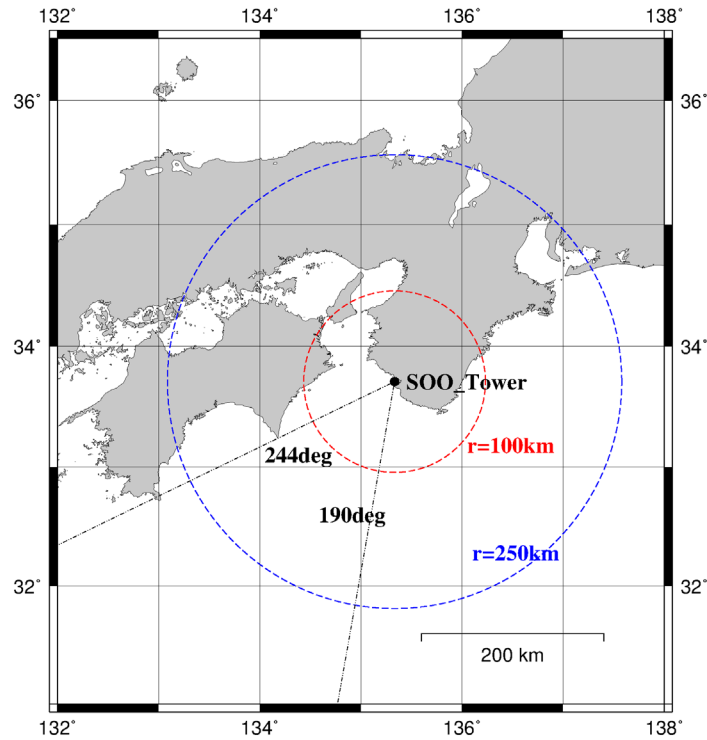 132˚ 134˚ 136˚ 138˚
36˚ 36˚
34˚ 34˚
SOO_Tower
r=100km
244deg
190deg
r=250km
32˚ 32˚
200 km
132˚ 134˚ 136˚ 138˚